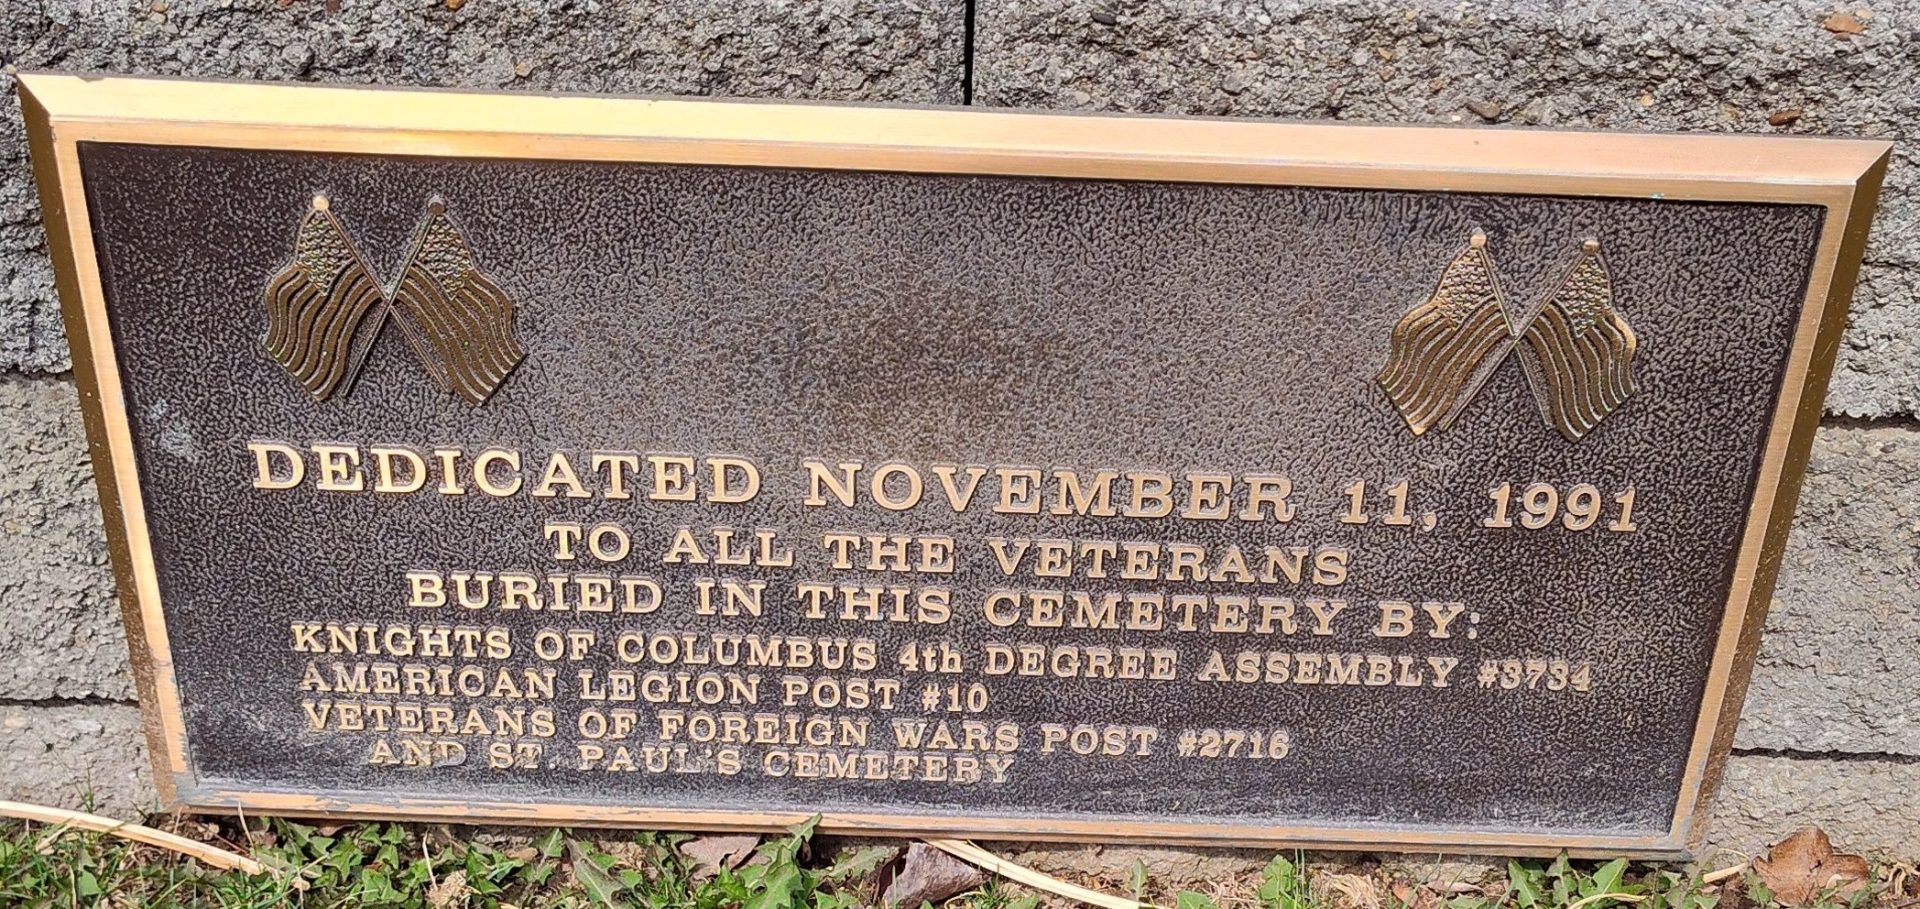 DEDICATED NOVEMBER 11, 1991
TO ALL THE VETERANS
BURIED IN THIS CEMETERY BY:
KNIGHTS OF COLUMBUS 4th DEGREE ASSEMBLY #3734
AMERICAN LEGION POST #10
VETERANS OF FOREIGN WARS POST #2716
AND ST. PAUL'S CEMETERY